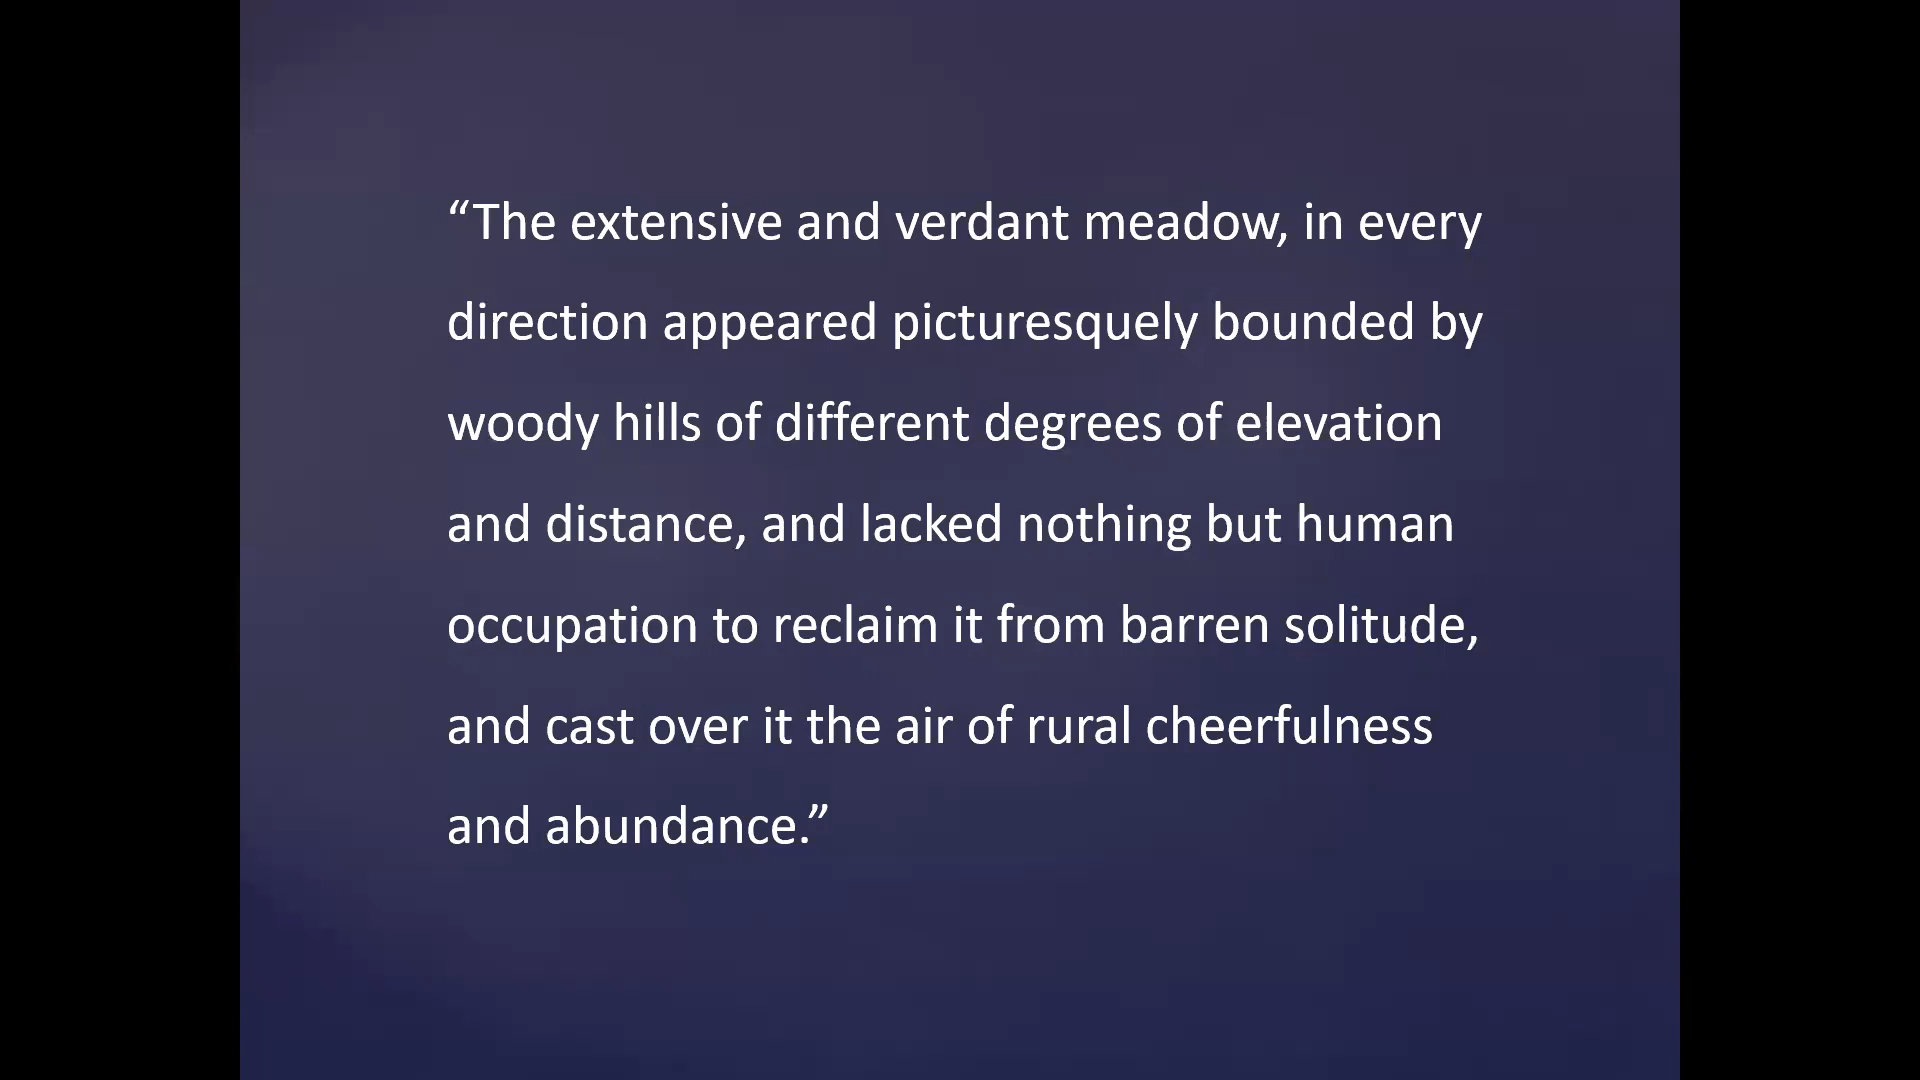 “The extensive and verdant meadow, in every
direction appeared picturesquely bounded by
woody hills of different degrees of elevation
and distance, and lacked nothing but human
occupation to reclaim it from barren solitude,
and cast over it the air of rural cheerfulness
and abundance.”